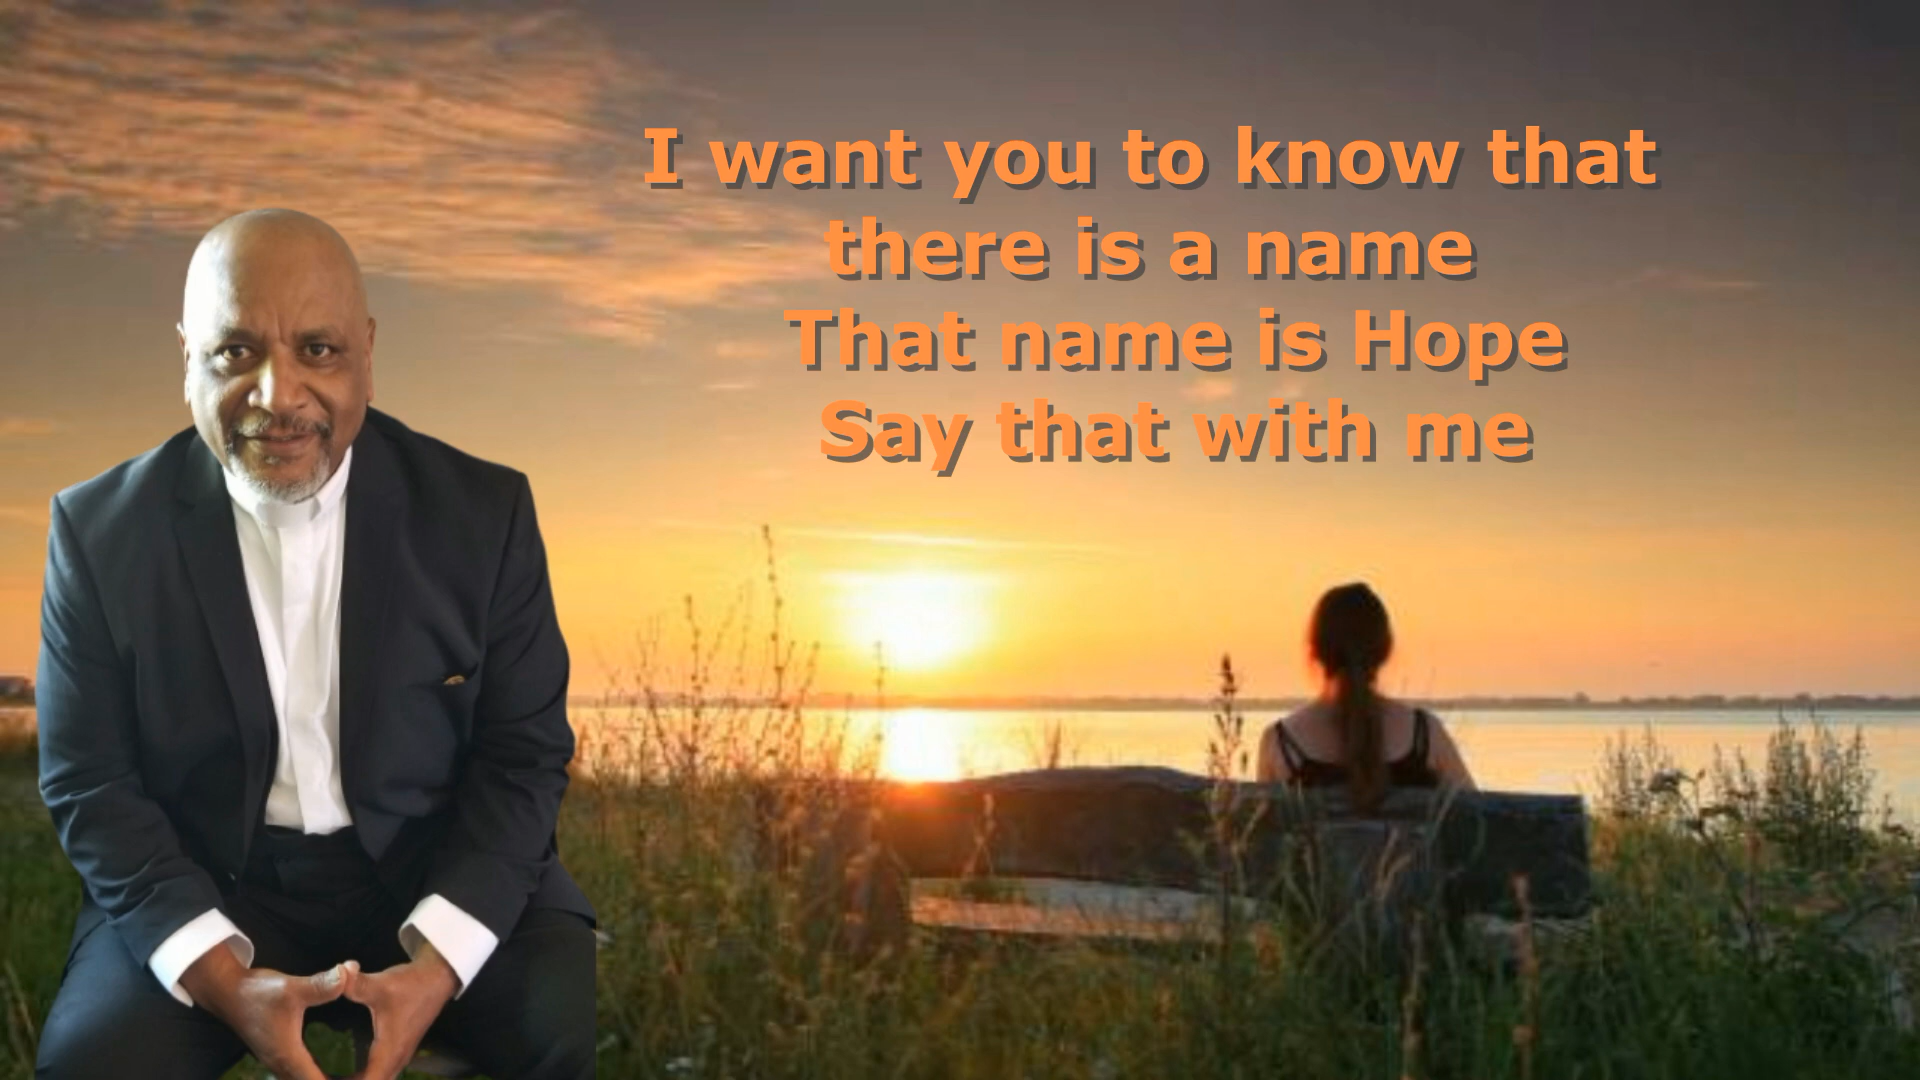 I want you to know that
there is a name
That name is Hope
Say that with me